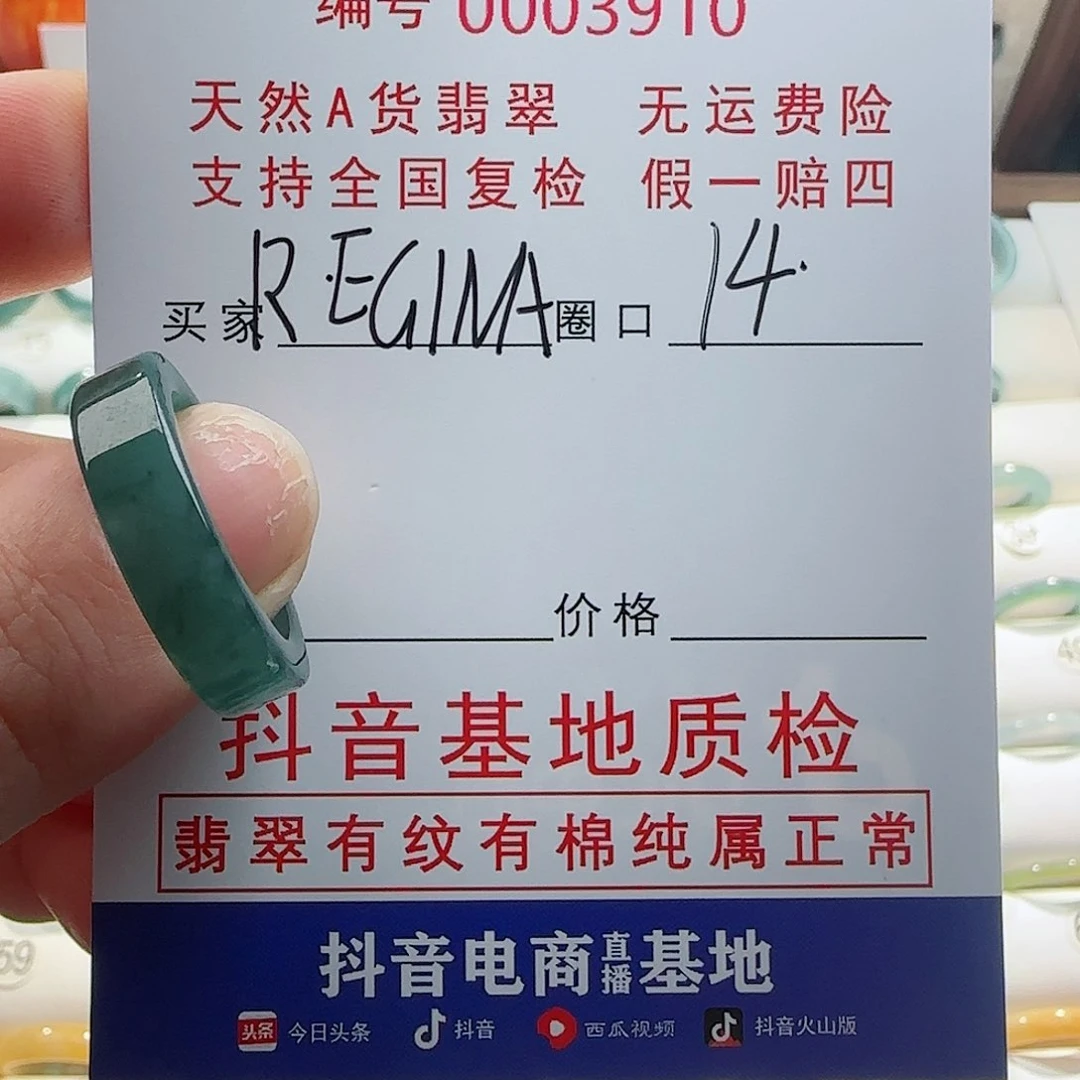 编号 0003910
天然A货翡翠 无运费险
支持全国复检 假一赔四
买家 REGINA 圈口 14.
价格
抖音基地质检
翡翠有纹有棉纯属正常
抖音电商直播基地
头条 今日头条 抖音 西瓜视频 抖音火山版
59